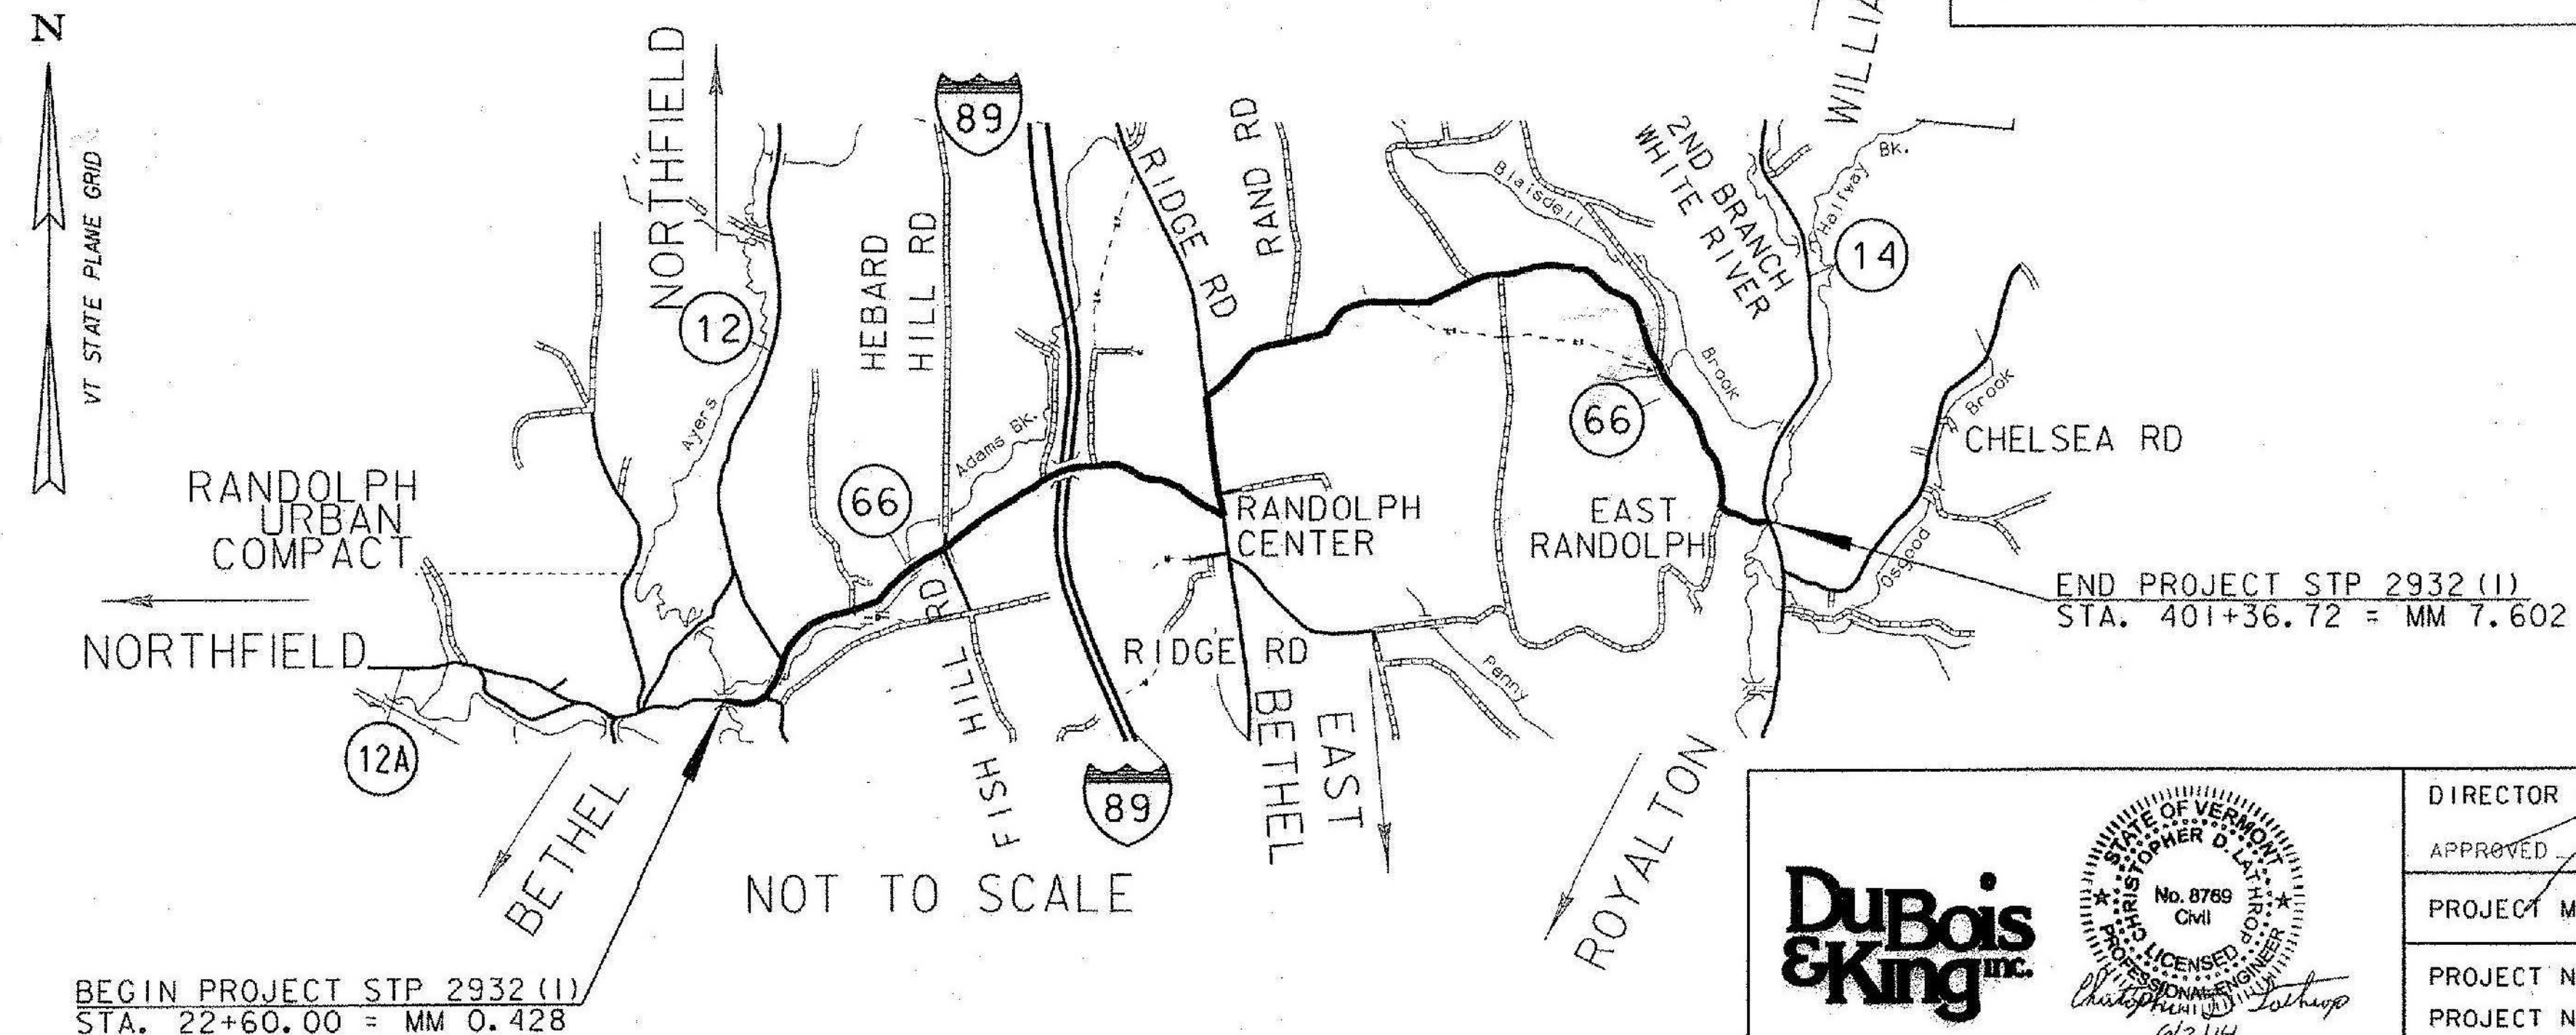 N
VT STATE PLANE GRID
NORTHFIELD
12
HEBARD
HILL RD
89
RIDGE RD
RAND RD
Blaisdell
Brook
2ND BRANCH
WHITE RIVER
Halfway
Bk.
14
Ayers
Adams Bk.
66
66
RANDOLPH
URBAN
COMPACT
RANDOLPH
CENTER
EAST
RANDOLPH
CHELSEA RD
Brook
Osgood
END PROJECT STP 2932 (1)
STA. 401+36.72 = MM 7.602
NORTHFIELD
12A
FISH HILL RD
RIDGE RD
Penny
EAST
BETHEL
89
BETHEL
ROYALTON
NOT TO SCALE
BEGIN PROJECT STP 2932 (1)
STA. 22+60.00 = MM 0.428
DuBois
&King inc.
STATE OF VERMONT
CHRISTOPHER D. LATHROP
No. 8769
Civil
LICENSED
PROFESSIONAL ENGINEER
DIRECTOR
APPROVED
PROJECT M
PROJECT N
PROJECT N